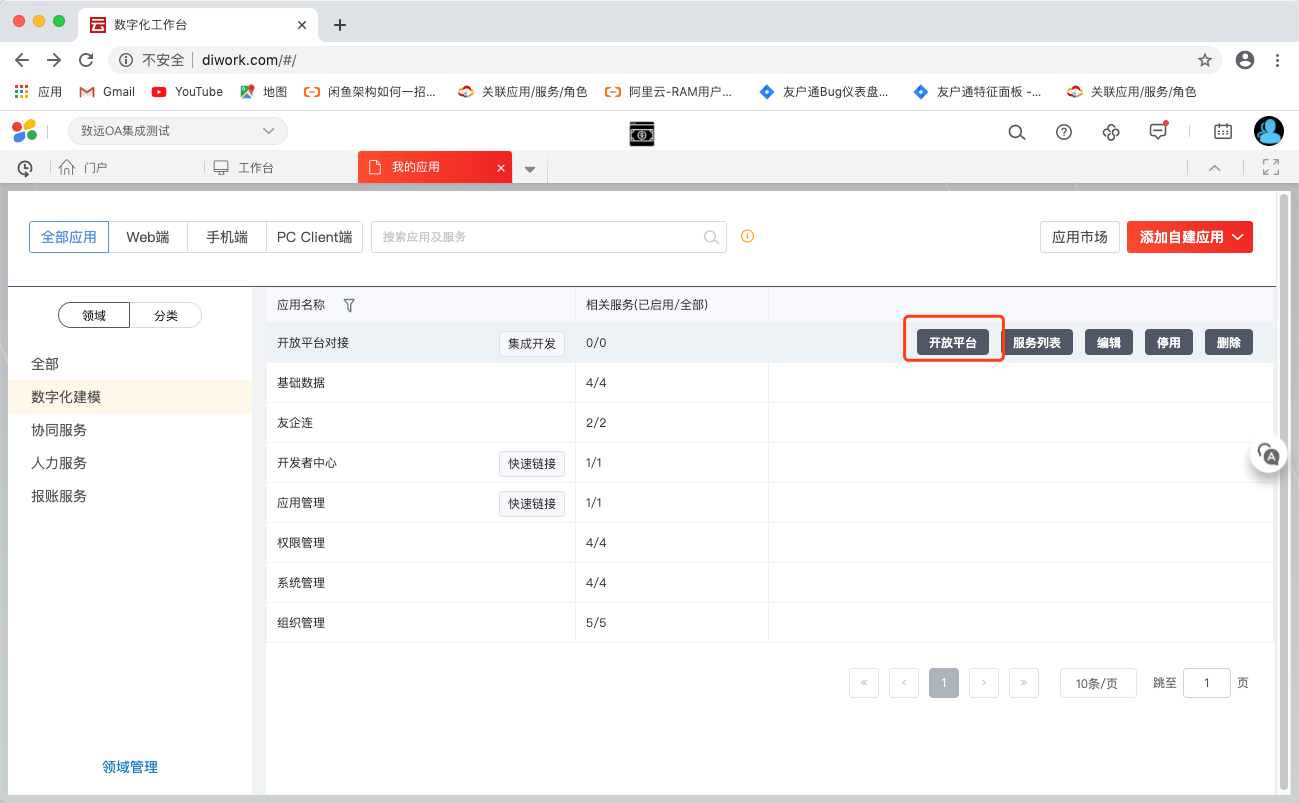 云 数字化工作台
不安全 diwork.com/#/
应用 Gmail YouTube 地图 闲鱼架构如何一招... 关联应用/服务/角色 阿里云-RAM用户... 友户通Bug仪表盘... 友户通特征面板 -... 关联应用/服务/角色
致远OA集成测试
门户 工作台 我的应用
全部应用 Web端 手机端 PC Client端 搜索应用及服务 应用市场 添加自建应用
领域 分类
全部
数字化建模
协同服务
人力服务
报账服务
领域管理
应用名称 相关服务(已启用/全部)
开放平台对接 集成开发 0/0 开放平台 服务列表 编辑 停用 删除
基础数据 4/4
友企连 2/2
开发者中心 快速链接 1/1
应用管理 快速链接 1/1
权限管理 4/4
系统管理 4/4
组织管理 5/5
« ‹ 1 › » 10条/页 跳至 1 页
A